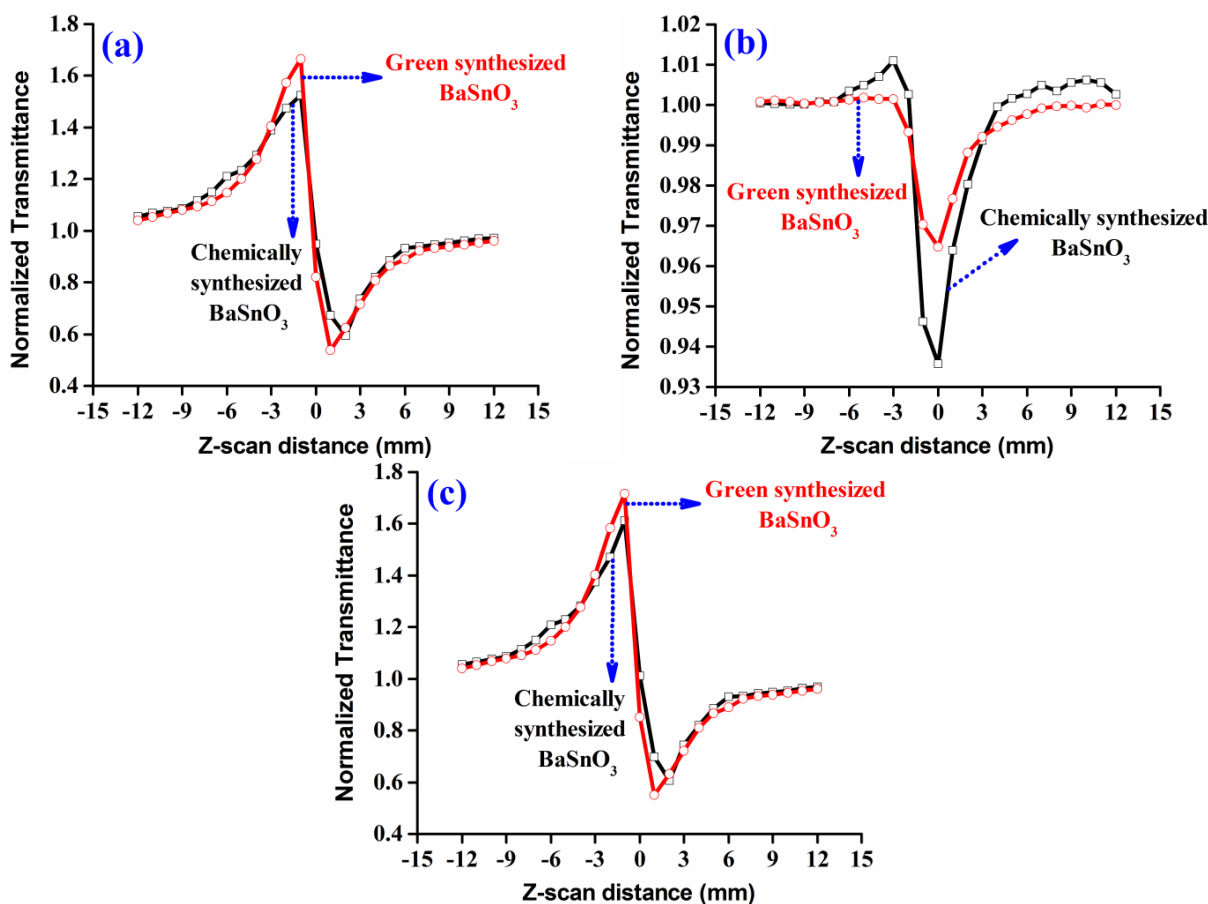 (a)
Green synthesized
BaSnO3
Chemically
synthesized
BaSnO3
1.8
1.6
1.4
1.2
1.0
0.8
0.6
0.4
Normalized Transmittance
-15 -12 -9 -6 -3 0 3 6 9 12 15
Z-scan distance (mm)
(b)
Green synthesized
BaSnO3
Chemically synthesized
BaSnO3
1.02
1.01
1.00
0.99
0.98
0.97
0.96
0.95
0.94
0.93
Normalized Transmittance
-15 -12 -9 -6 -3 0 3 6 9 12 15
Z-scan distance (mm)
(c)
Green synthesized
BaSnO3
Chemically
synthesized
BaSnO3
1.8
1.6
1.4
1.2
1.0
0.8
0.6
0.4
Normalized Transmittance
-15 -12 -9 -6 -3 0 3 6 9 12 15
Z-scan distance (mm)